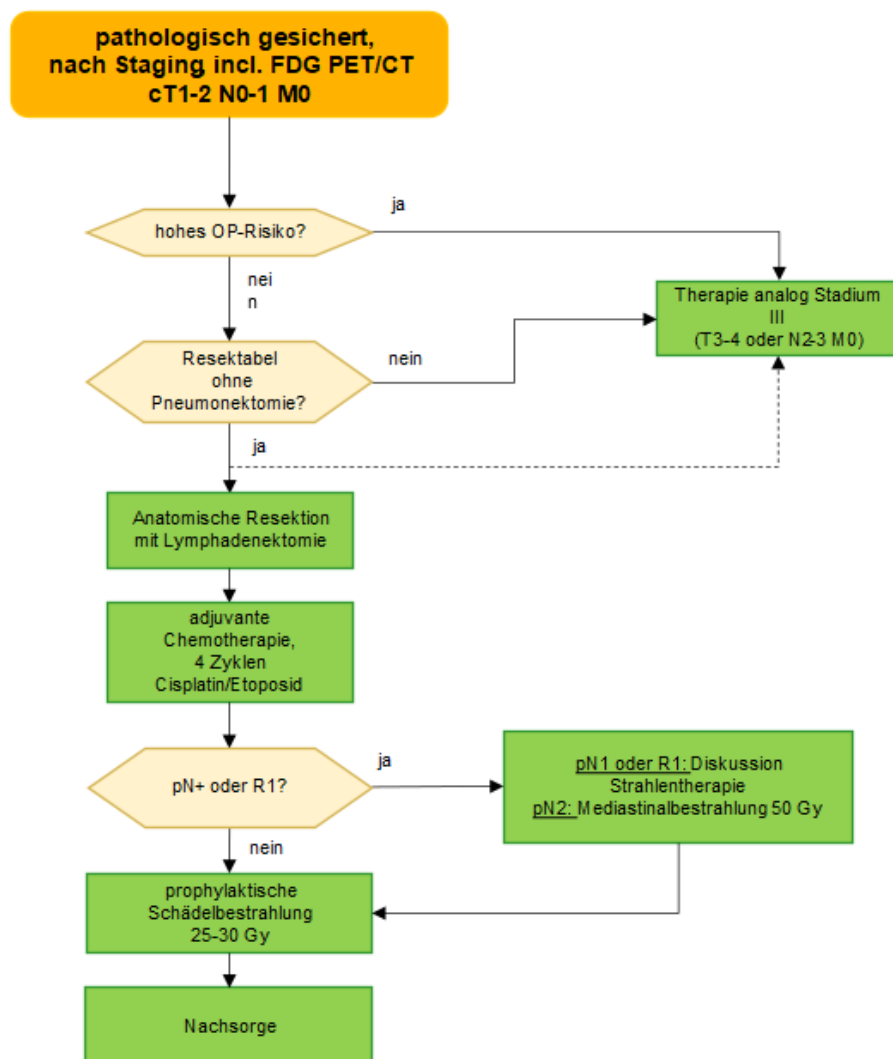 pathologisch gesichert,
nach Staging, incl. FDG PET/CT
cT1-2 N0-1 M0
ja
hohes OP-Risiko?
nei
n
Therapie analog Stadium
III
(T3-4 oder N2-3 M0)
Resektabel
ohne
Pneumonektomie?
nein
ja
Anatomische Resektion
mit Lymphadenektomie
adjuvante
Chemotherapie,
4 Zyklen
Cisplatin/Etoposid
pN+ oder R1?
ja
pN1 oder R1: Diskussion
Strahlentherapie
pN2: Mediastinalbestrahlung 50 Gy
nein
prophylaktische
Schädelbestrahlung
25-30 Gy
Nachsorge